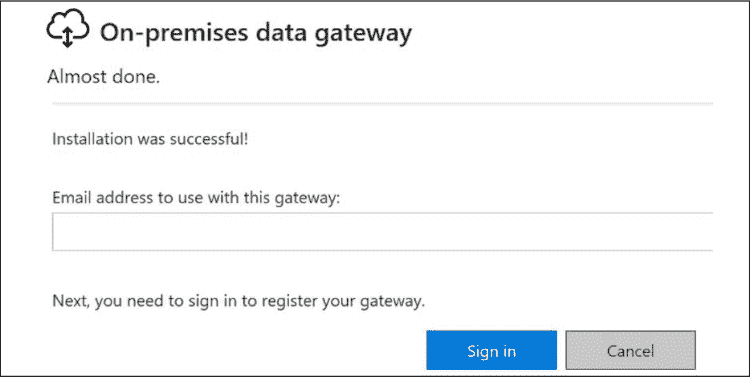 On-premises data gateway
Almost done.
Installation was successful!
Email address to use with this gateway:
Next, you need to sign in to register your gateway.
Sign in Cancel